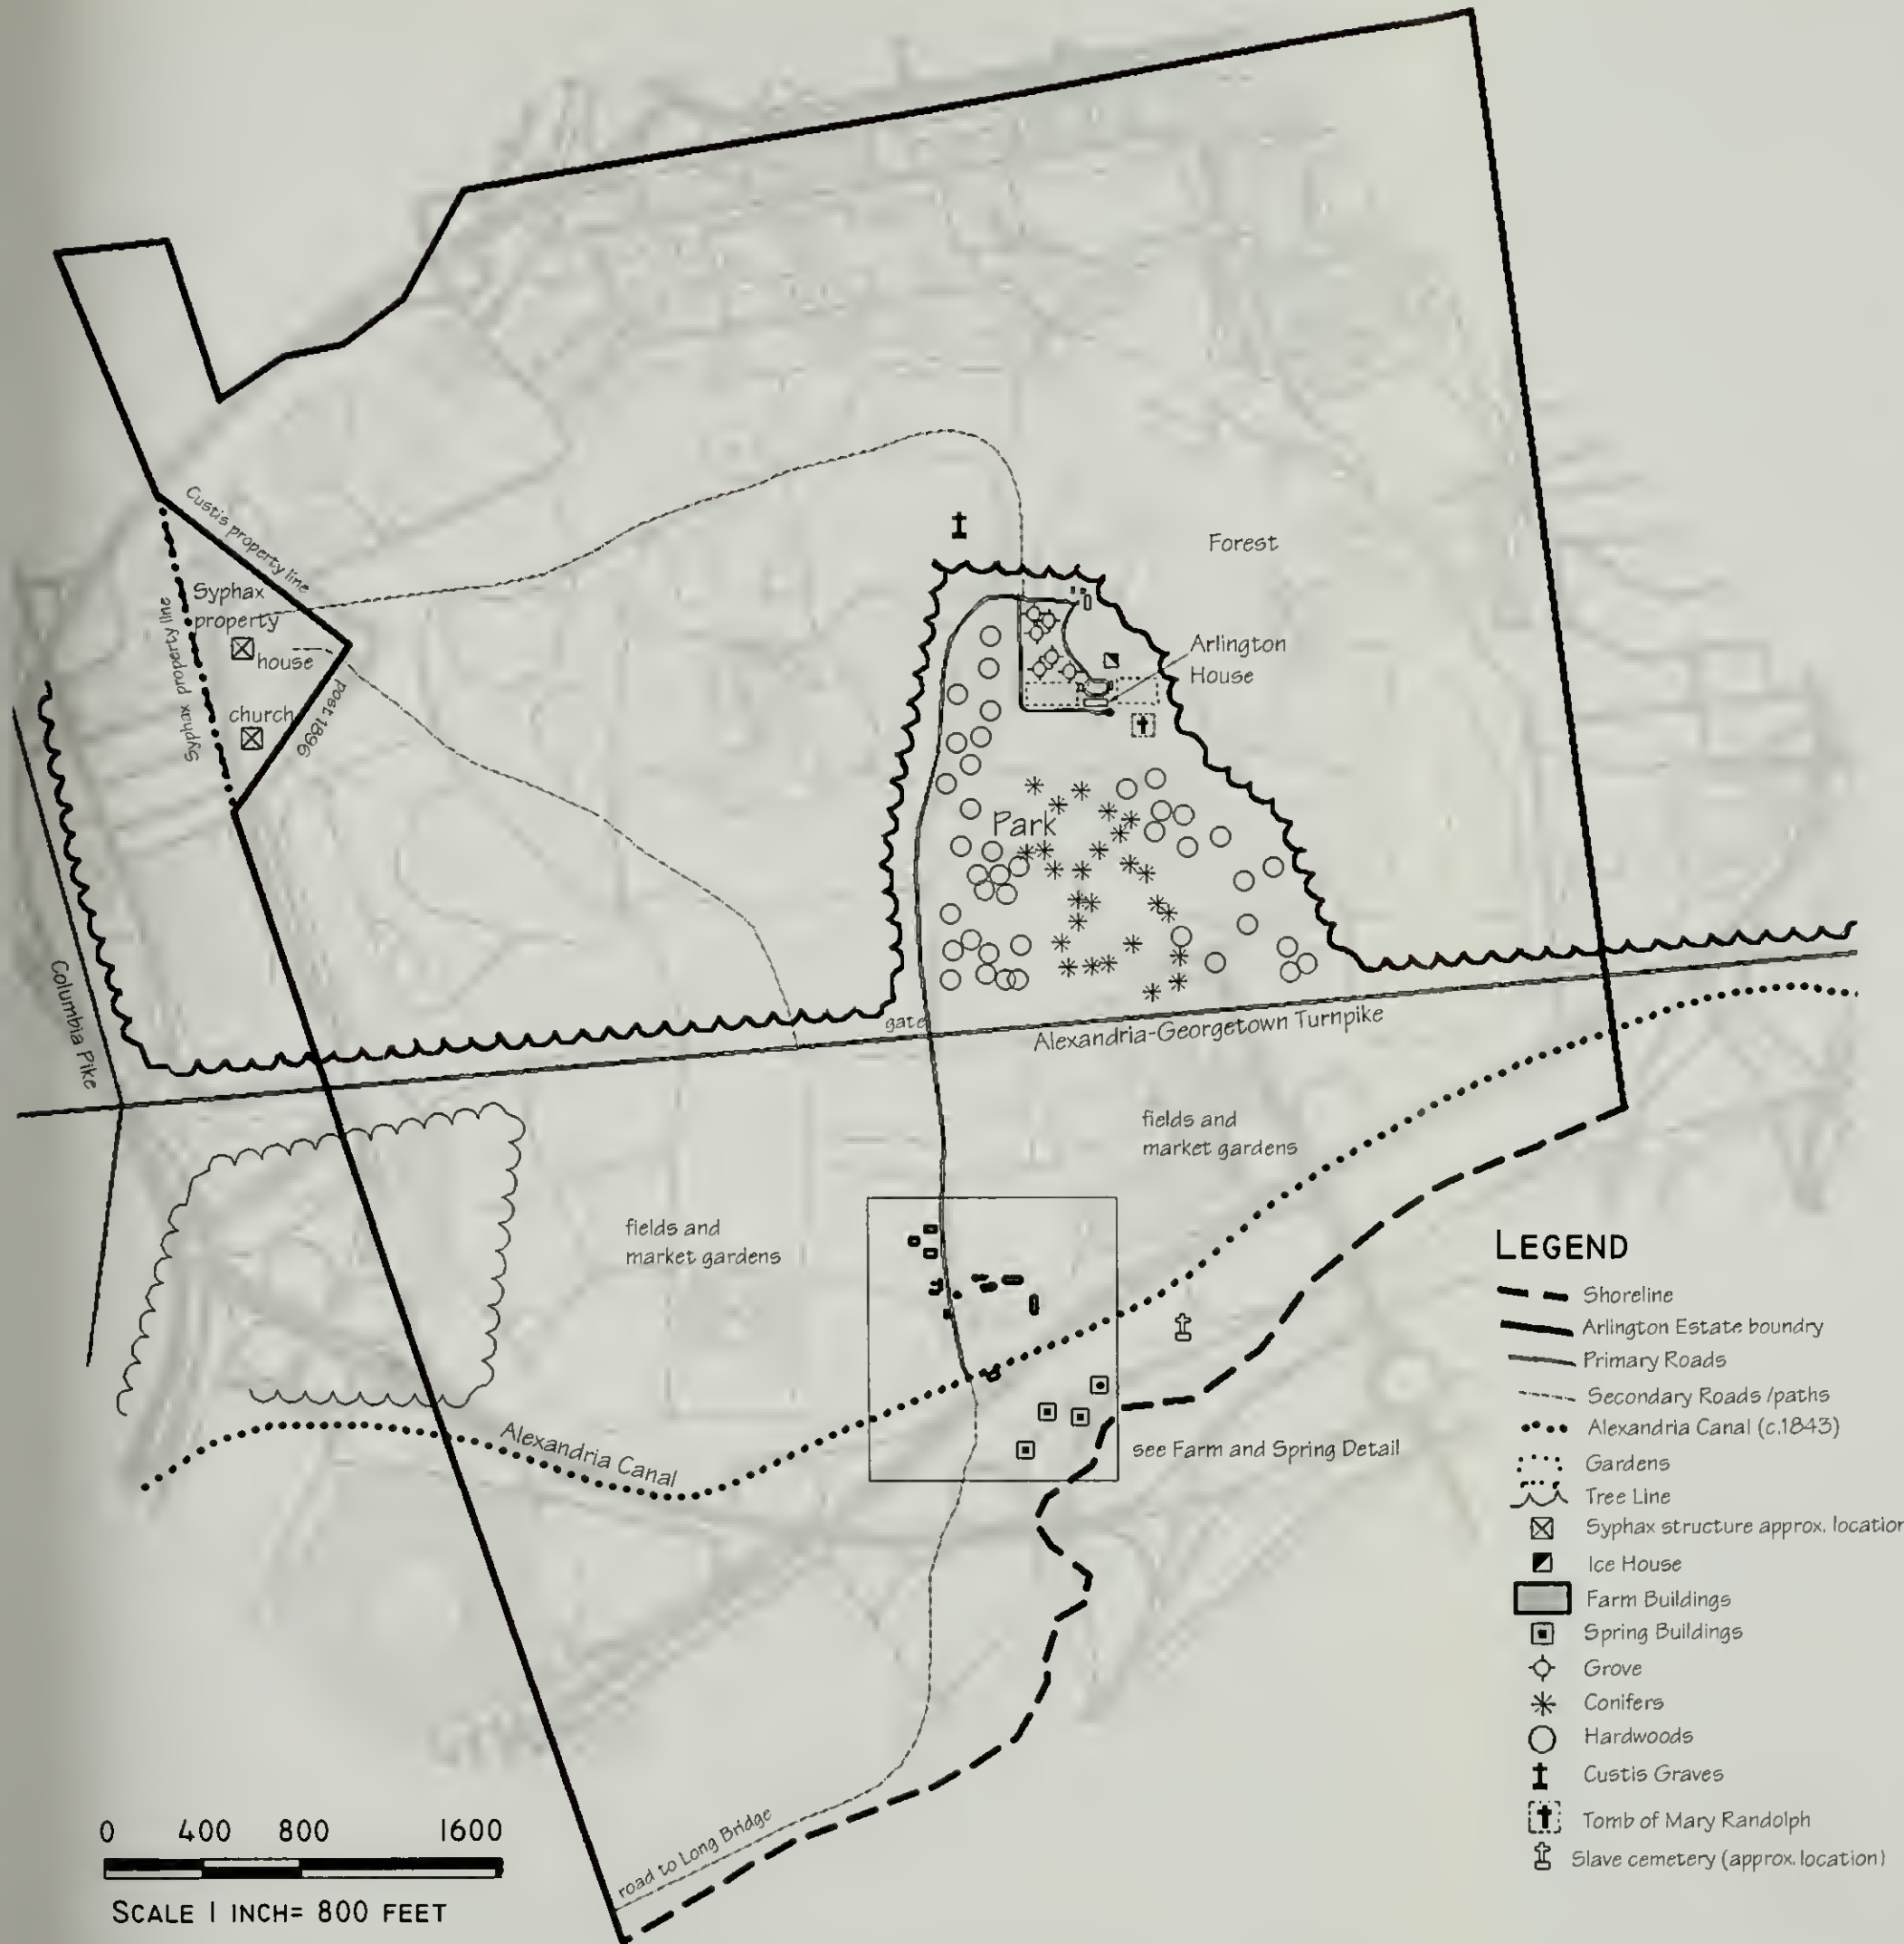 Custis property line
Syphax
property
house
church
Syphax property line
post 1896
Columbia Pike
Forest
Arlington
House
Park
gate
Alexandria-Georgetown Turnpike
fields and
market gardens
fields and
market gardens
Alexandria Canal
see Farm and Spring Detail
road to Long Bridge
LEGEND
Shoreline
Arlington Estate boundry
Primary Roads
Secondary Roads /paths
Alexandria Canal (c.1843)
Gardens
Tree Line
Syphax structure approx. location
Ice House
Farm Buildings
Spring Buildings
Grove
Conifers
Hardwoods
Custis Graves
Tomb of Mary Randolph
Slave cemetery (approx. location)
0 400 800 1600
SCALE 1 INCH= 800 FEET